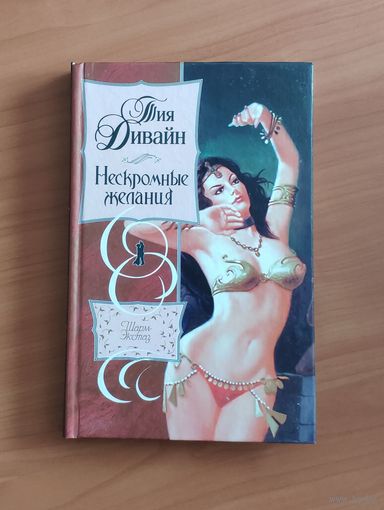 Тия
Дивайн
Нескромные
желания
Шарм
Экстаз